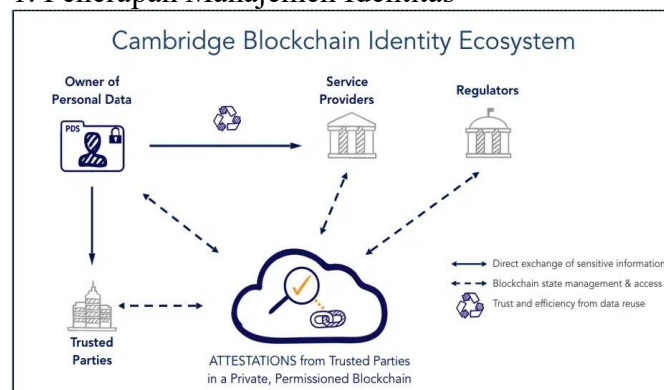 1. Penerapan Manajemen Identitas
Cambridge Blockchain Identity Ecosystem
Owner of
Personal Data
Service
Providers
Regulators
PDS
Direct exchange of sensitive information
Blockchain state management & access
Trust and efficiency from data reuse
Trusted
Parties
ATTESTATIONS from Trusted Parties
in a Private, Permissioned Blockchain